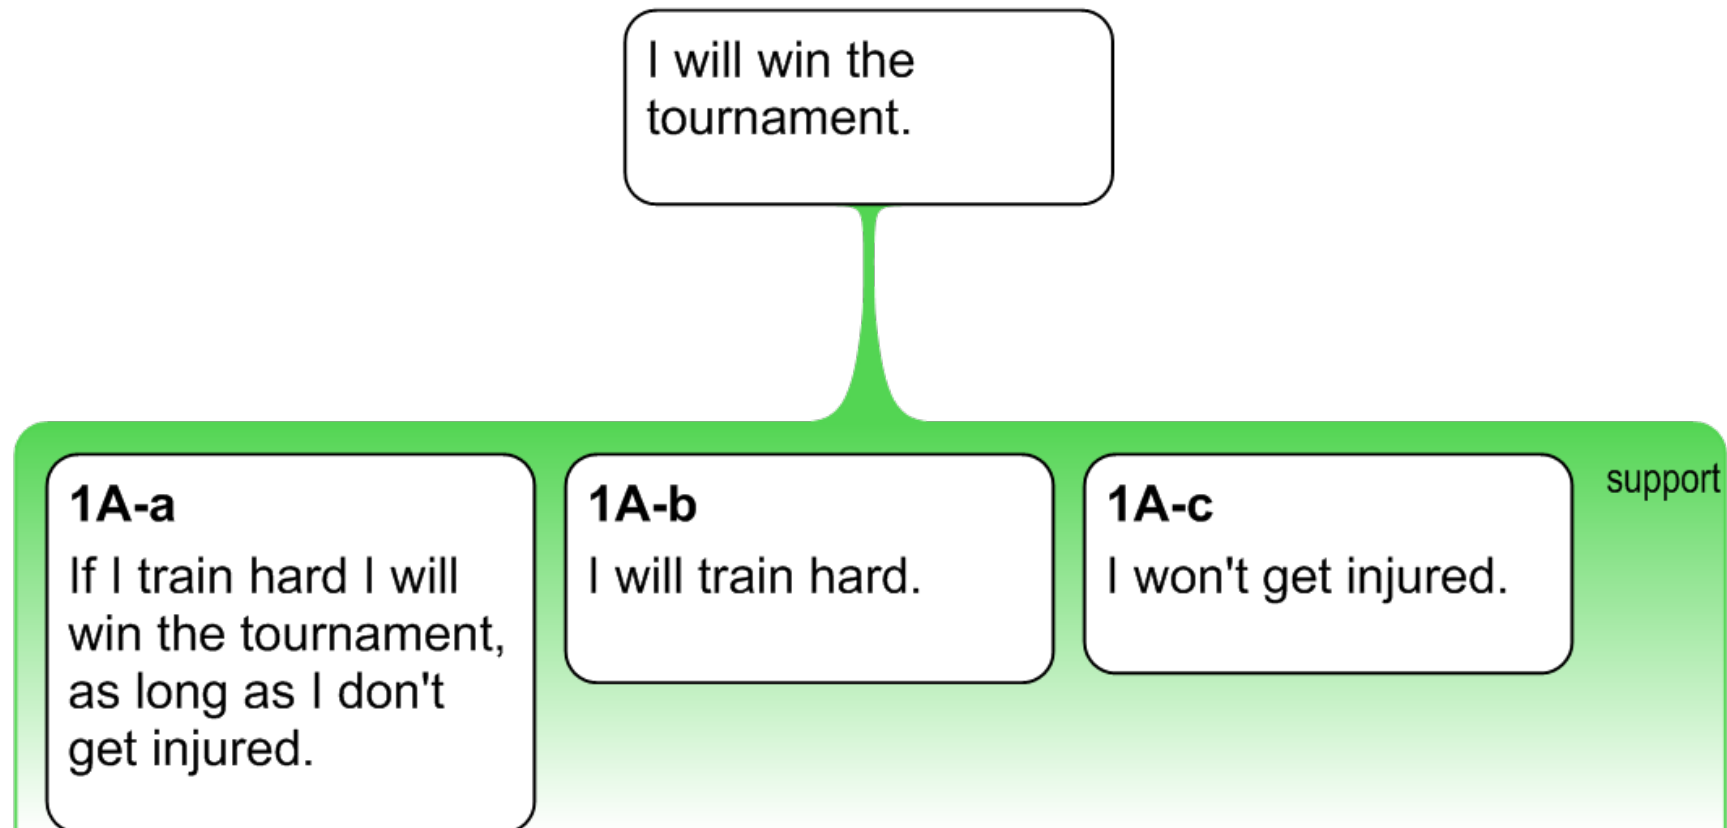 I will win the
tournament.
support
1A-a
If I train hard I will
win the tournament,
as long as I don't
get injured.
1A-b
I will train hard.
1A-c
I won't get injured.